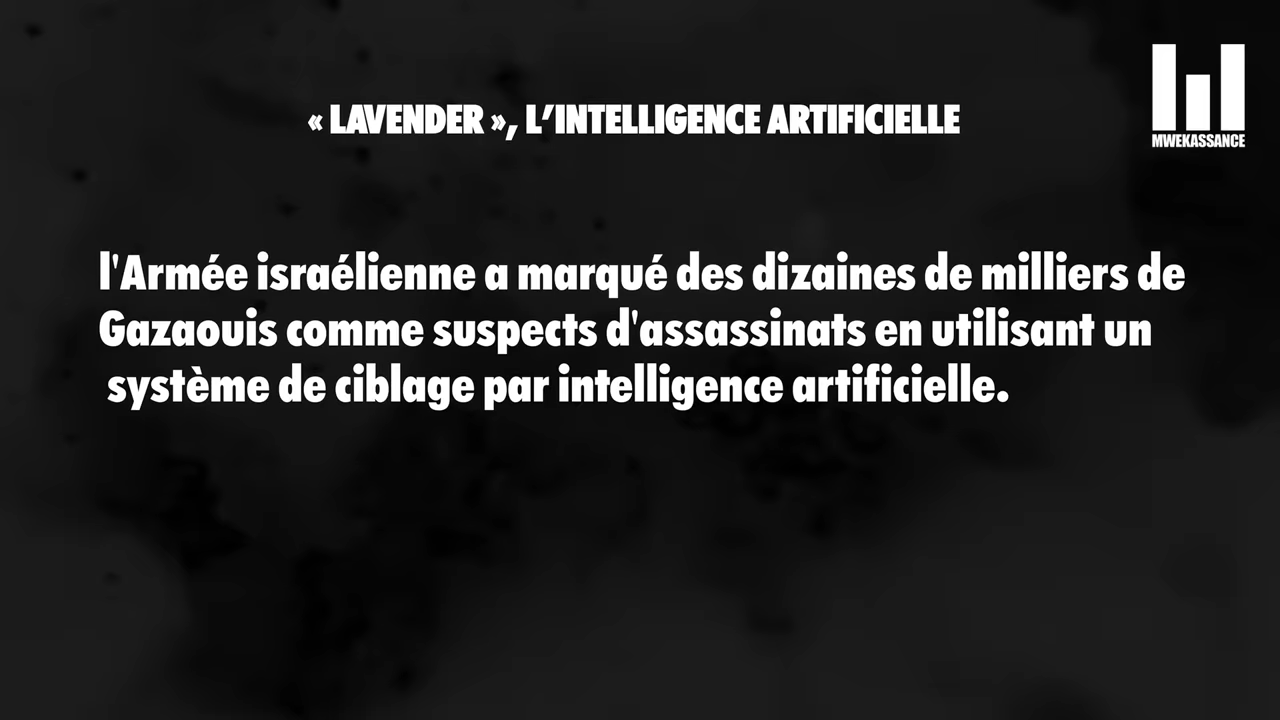 « LAVENDER », L’INTELLIGENCE ARTIFICIELLE
MWEKASSANCE
l'Armée israélienne a marqué des dizaines de milliers de
Gazaouis comme suspects d'assassinats en utilisant un
système de ciblage par intelligence artificielle.